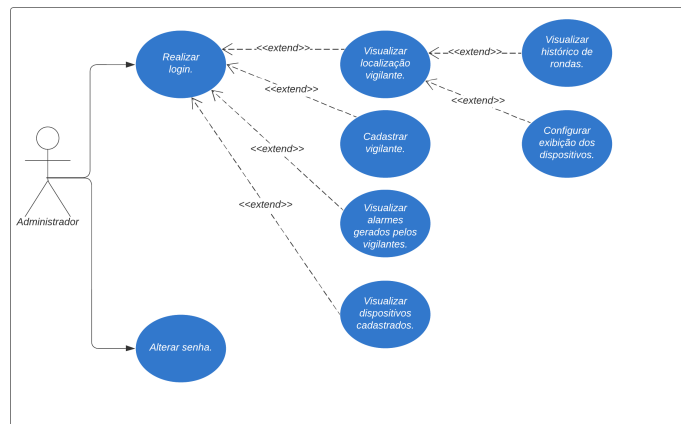 Realizar
login.
<<extend>>
Visualizar
localização
vigilante.
<<extend>>
Visualizar
histórico de
rondas.
<<extend>>
Cadastrar
vigilante.
<<extend>>
Configurar
exibição dos
dispositivos.
<<extend>>
Visualizar
alarmes
gerados pelos
vigilantes.
<<extend>>
Visualizar
dispositivos
cadastrados.
Administrador
Alterar senha.